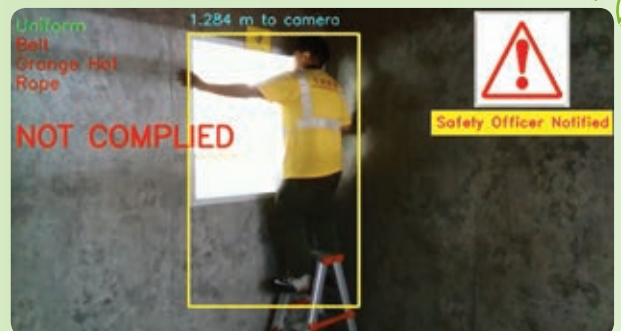 Uniform
Belt
Orange Hat
Rope
NOT COMPLIED
1.284 m to camera
Safety Officer Notified